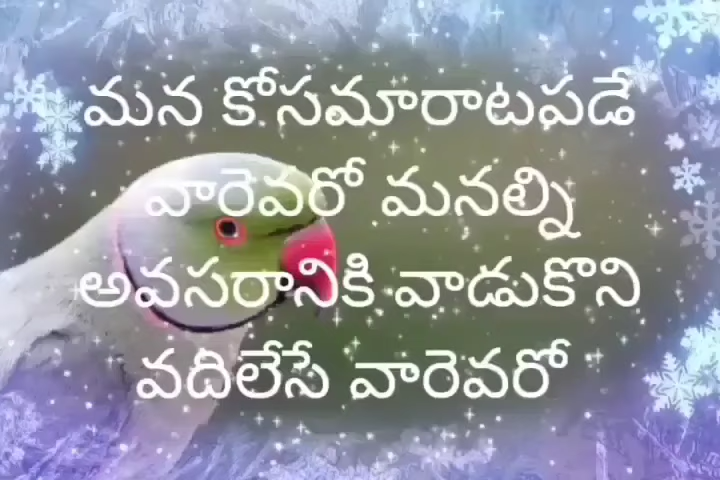 మన కోసమారాటపడే
వారెవరో మనల్ని
అవసరానికి వాడుకొని
వదిలేసే వారెవరో